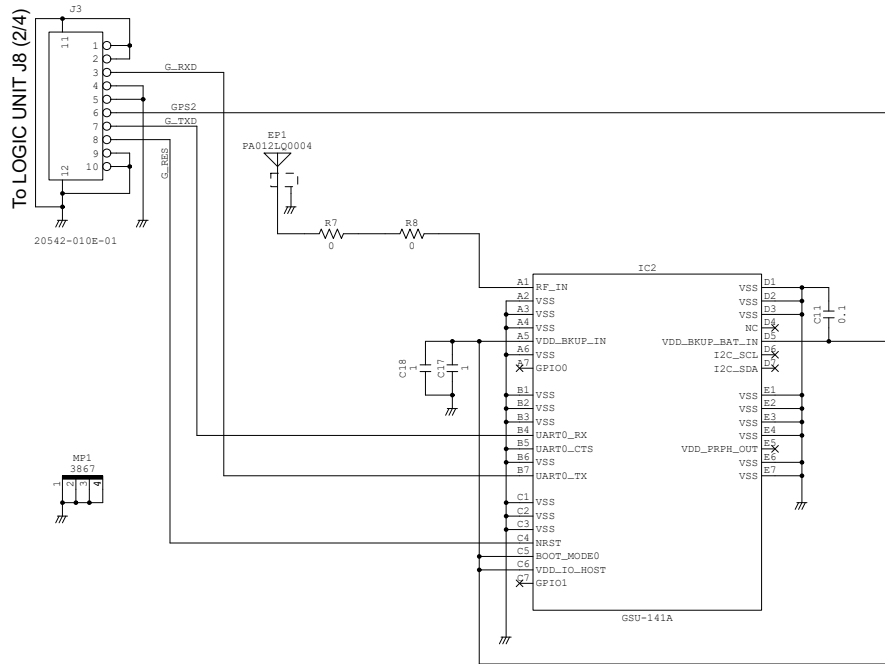 To LOGIC UNIT J8 (2/4)
J3
11
12
1
2
3
4
5
6
7
8
9
10
G_RXD
GPS2
G_TXD
G_RES
20542-010E-01
EP1
PA012LQ0004
R7
0
R8
0
C18
1
C17
1
C11
0.1
MP1
3867
1
2
3
4
IC2
A1 RF_IN
A2 VSS
A3 VSS
A4 VSS
A5 VDD_BKUP_IN
A6 VSS
A7 GPIO0
B1 VSS
B2 VSS
B3 VSS
B4 UART0_RX
B5 UART0_CTS
B6 VSS
B7 UART0_TX
C1 VSS
C2 VSS
C3 VSS
C4 NRST
C5 BOOT_MODE0
C6 VDD_IO_HOST
C7 GPIO1
VSS D1
VSS D2
VSS D3
NC D4
VDD_BKUP_BAT_IN D5
I2C_SCL D6
I2C_SDA D7
VSS E1
VSS E2
VSS E3
VSS E4
VDD_PRPH_OUT E5
VSS E6
VSS E7
GSU-141A